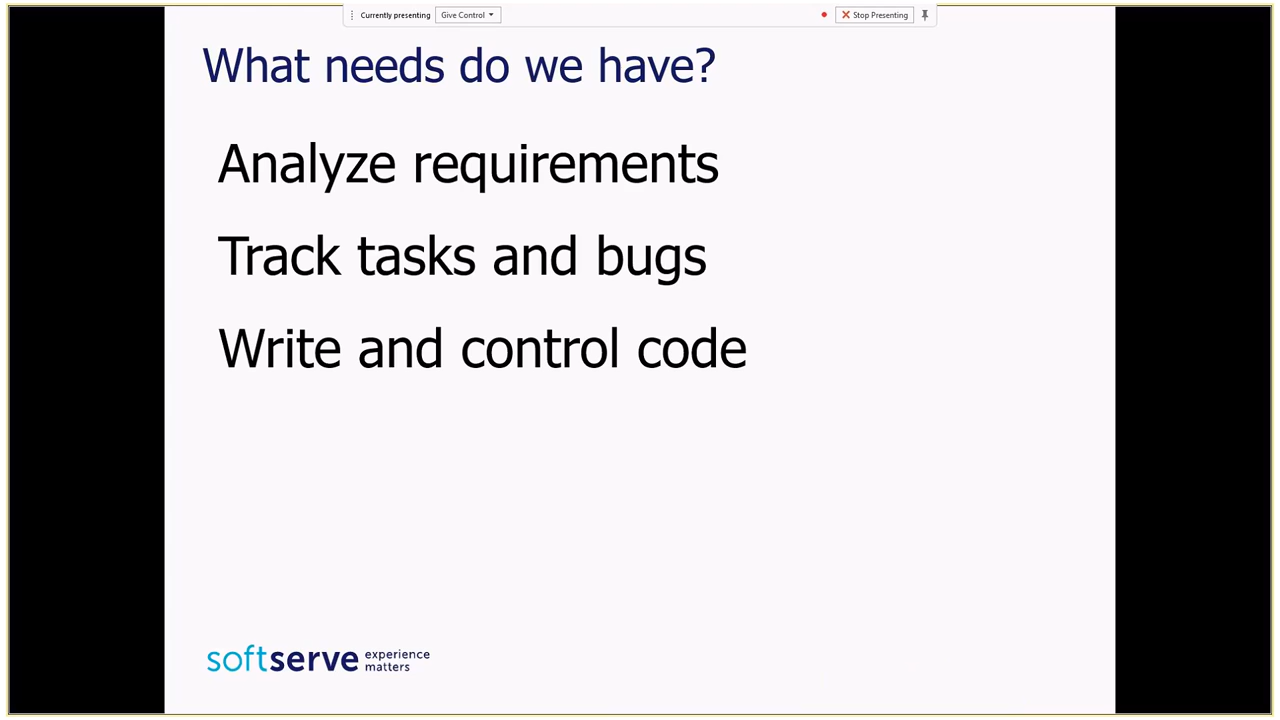 Currently presenting Give Control Stop Presenting
What needs do we have?
Analyze requirements
Track tasks and bugs
Write and control code
softserve experience
matters